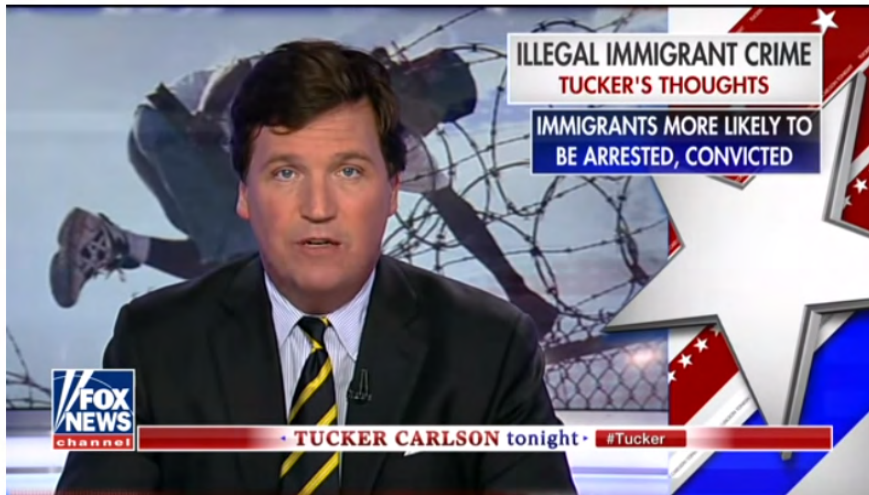 ILLEGAL IMMIGRANT CRIME
TUCKER'S THOUGHTS
IMMIGRANTS MORE LIKELY TO
BE ARRESTED, CONVICTED
FOX
NEWS
channel
TUCKER CARLSON tonight
#Tucker